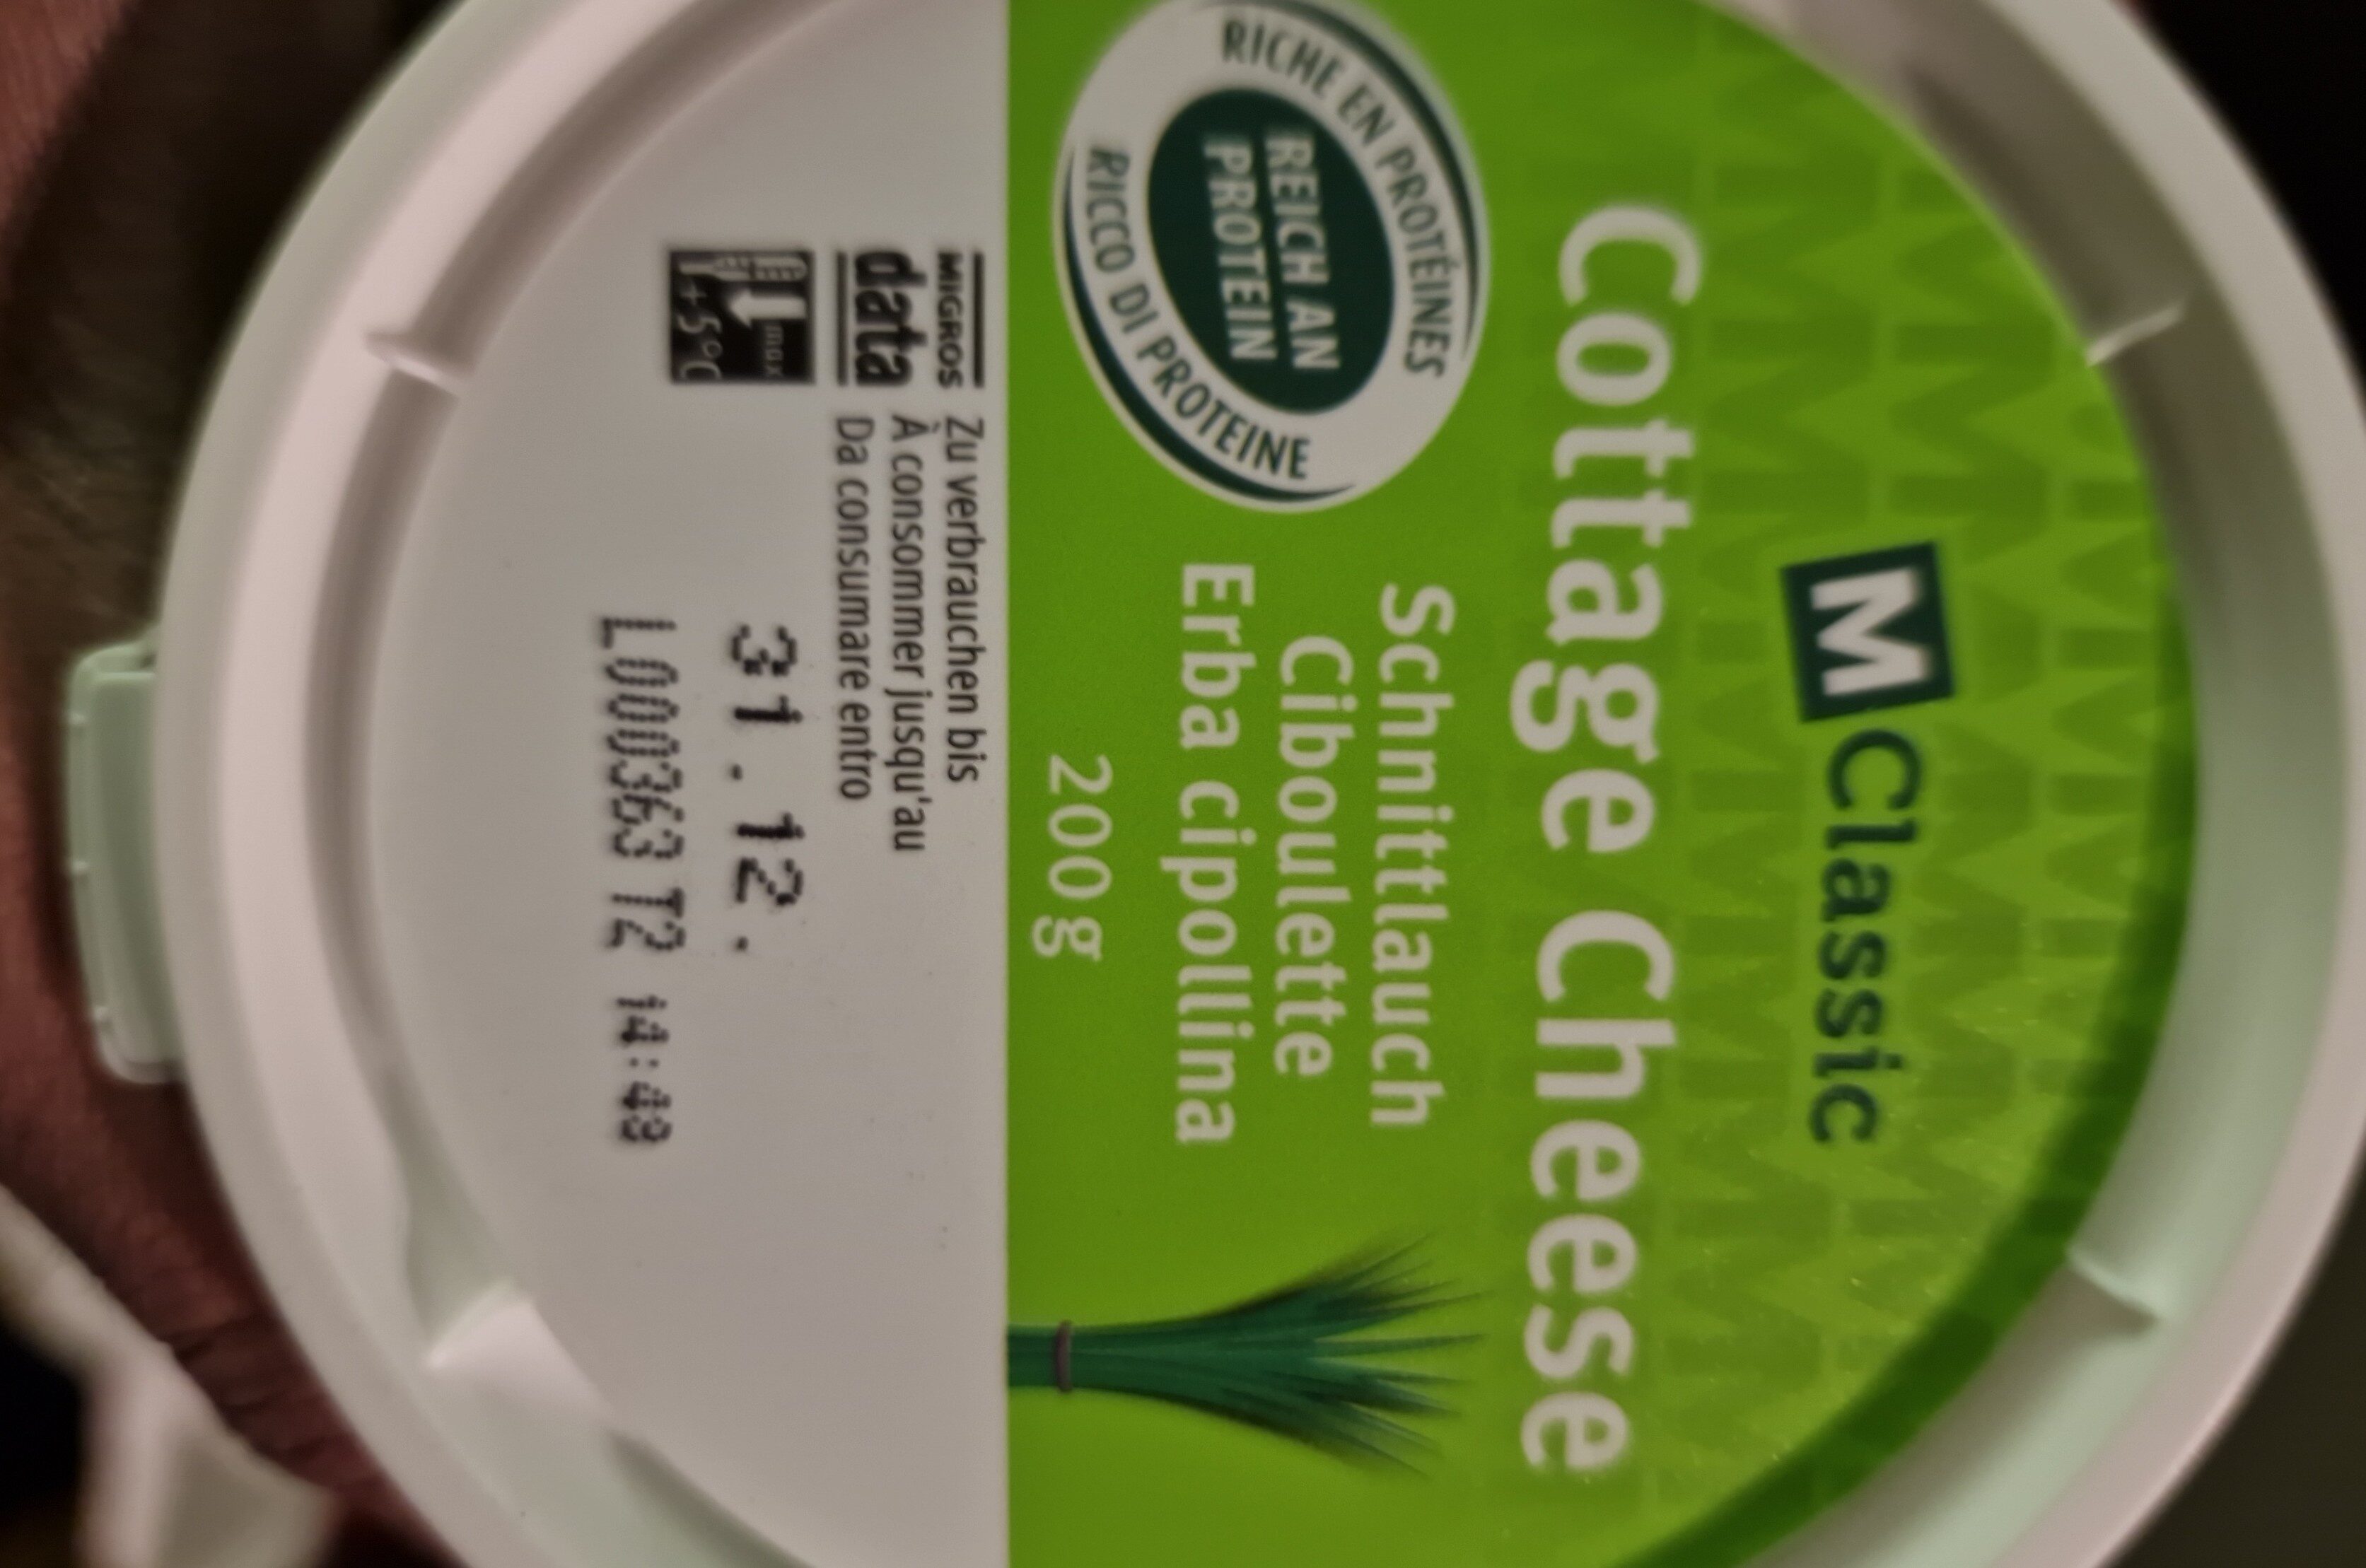 M Classic
Cottage Cheese
Schnittlauch
Ciboulette
Erba cipollina
200 g
RICHE EN PROTÉINES
REICH AN
PROTEIN
RICCO DI PROTEINE
MIGROS
data
Zu verbrauchen bis
À consommer jusqu'au
Da consumare entro
max
+5°C
31.12.
L000363 T2 14:43